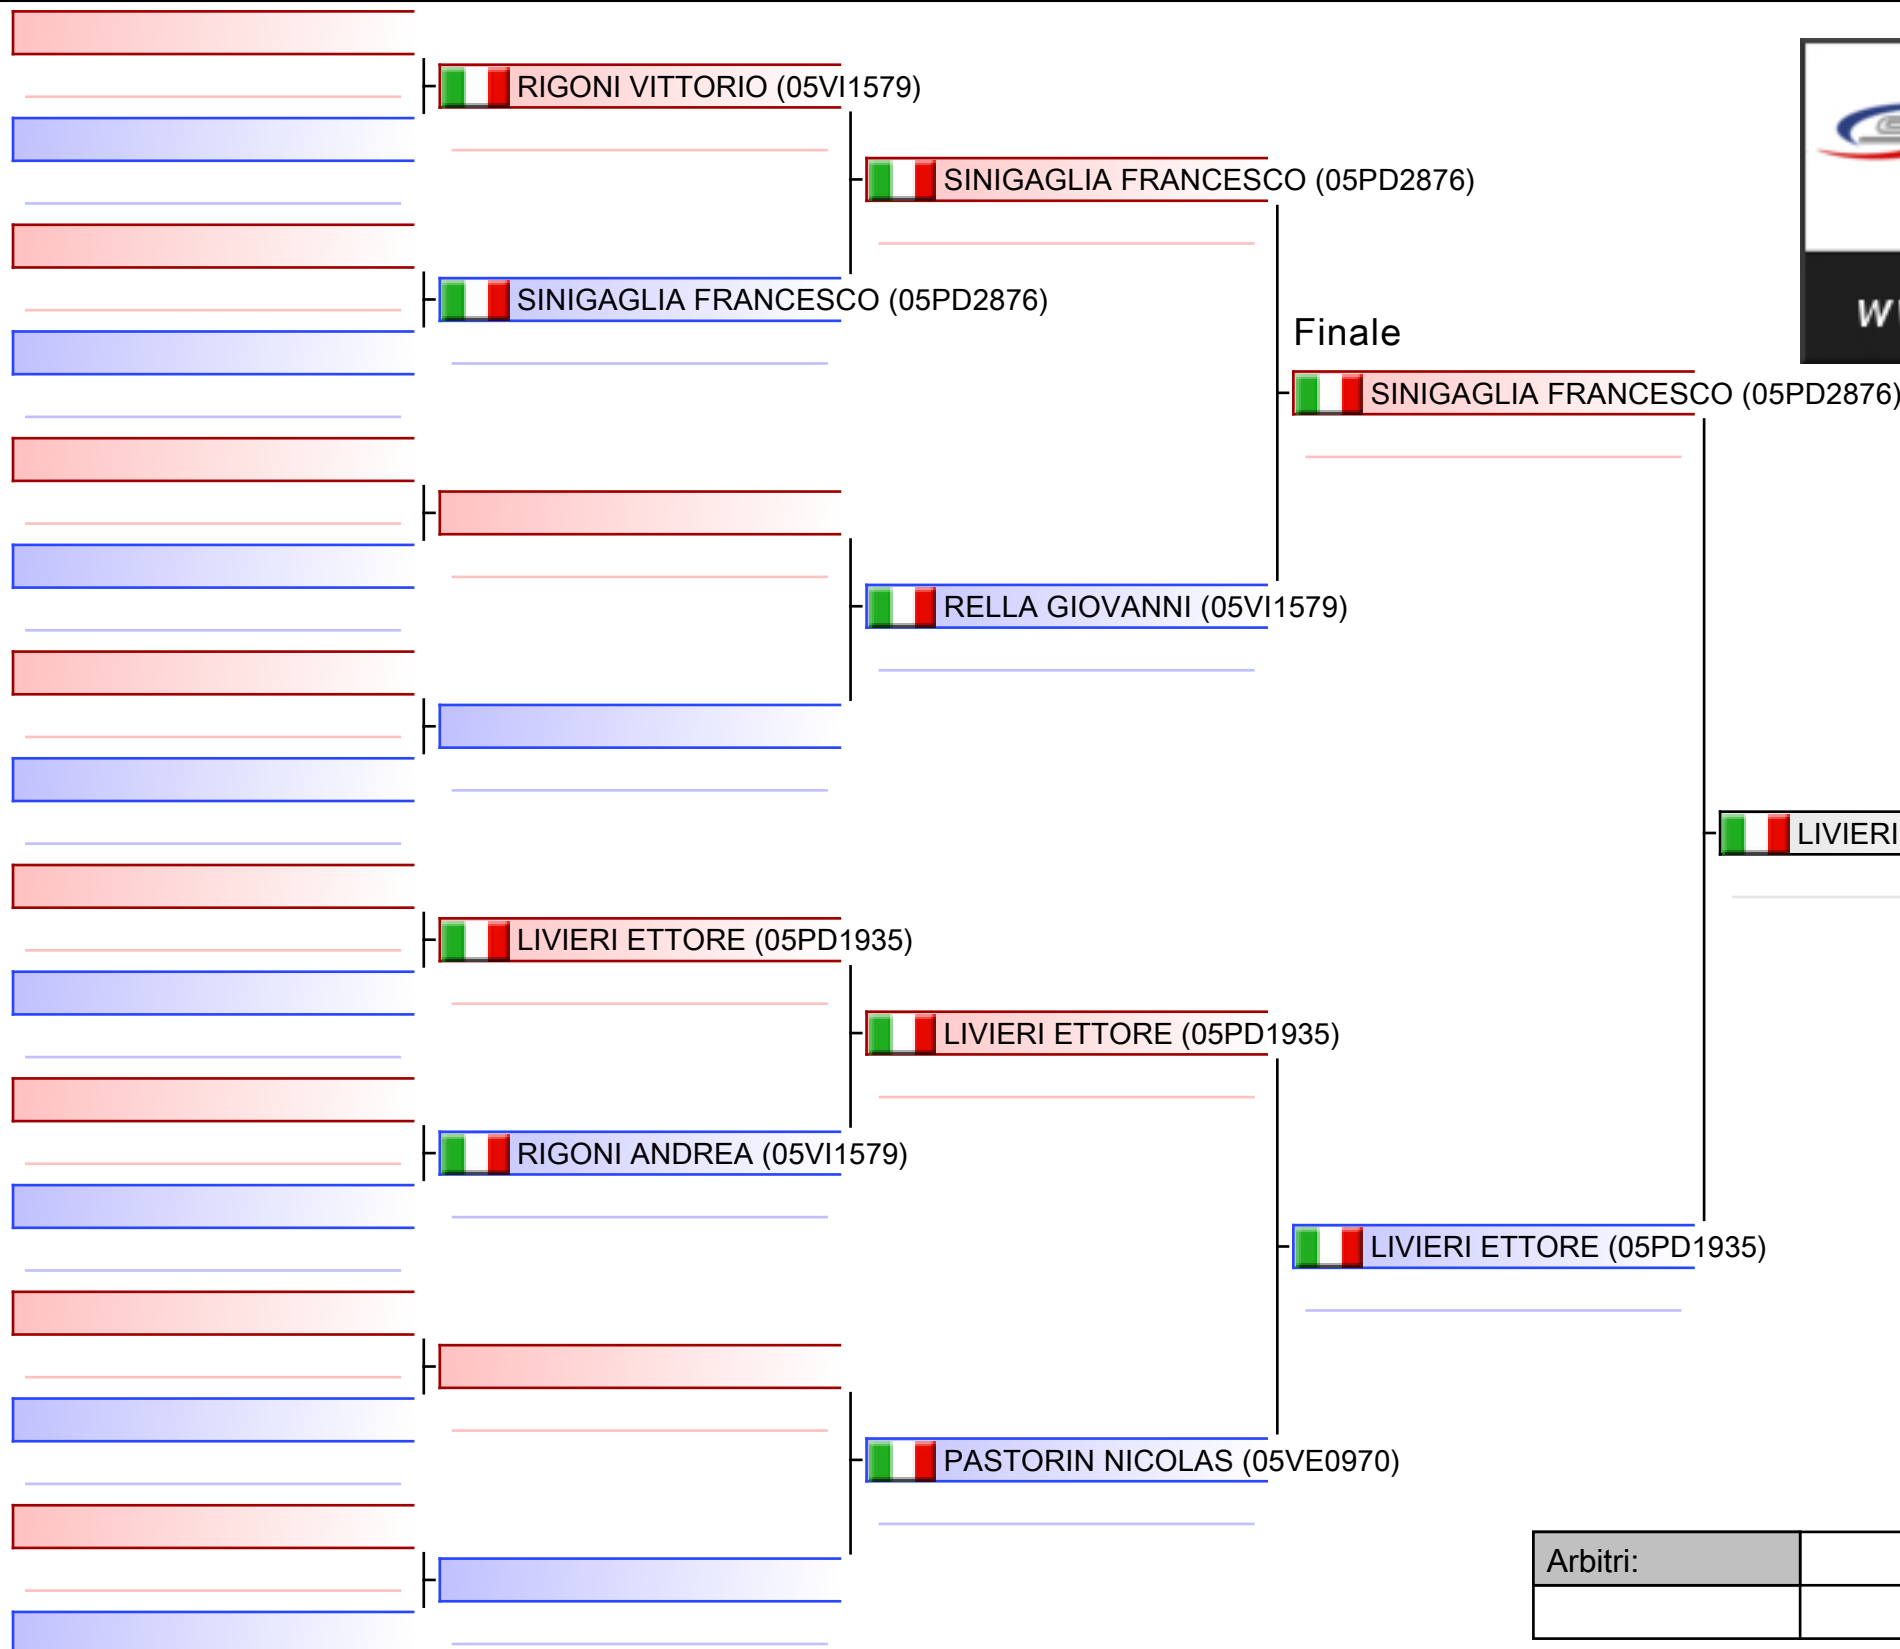 RIGONI VITTORIO (05VI1579)
SINIGAGLIA FRANCESCO (05PD2876)
SINIGAGLIA FRANCESCO (05PD2876)
Finale
SINIGAGLIA FRANCESCO (05PD2876)
RELLA GIOVANNI (05VI1579)
LIVIERI
LIVIERI ETTORE (05PD1935)
LIVIERI ETTORE (05PD1935)
RIGONI ANDREA (05VI1579)
LIVIERI ETTORE (05PD1935)
PASTORIN NICOLAS (05VE0970)
Arbitri: